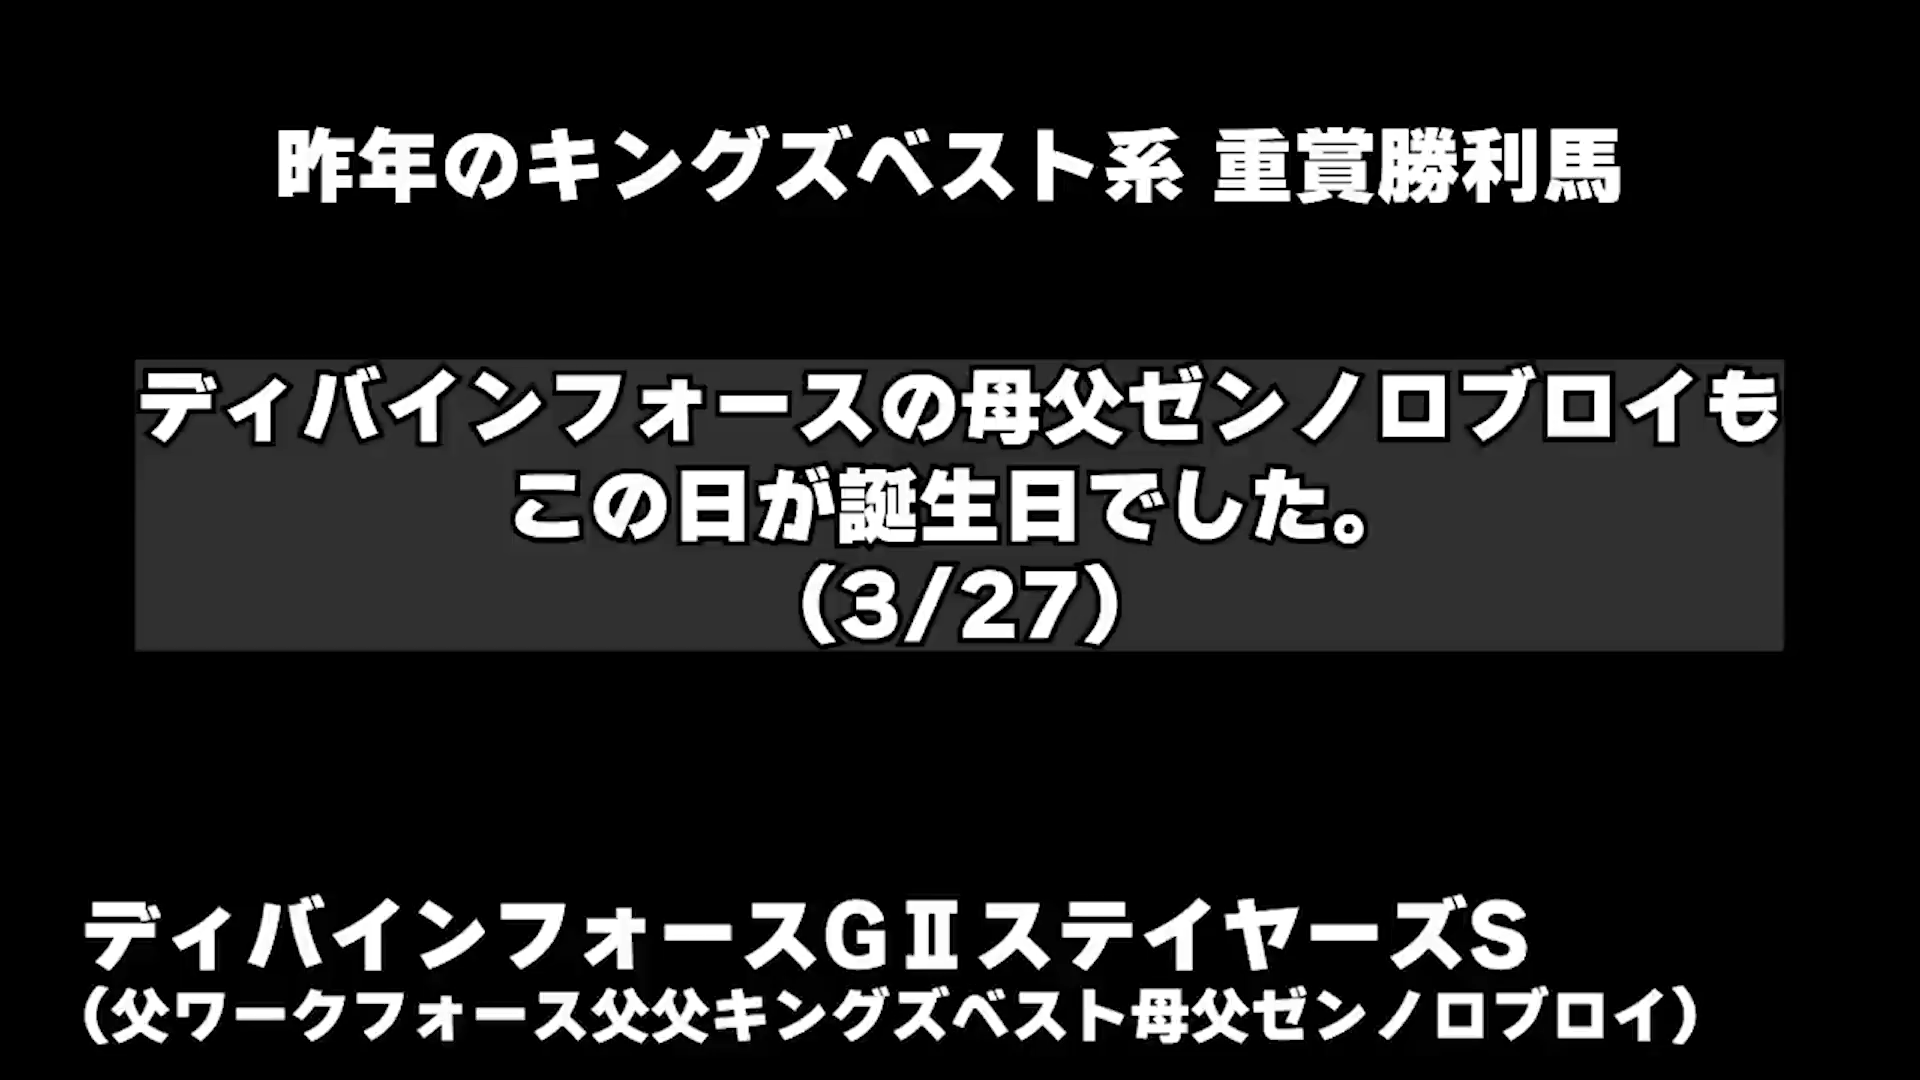 昨年のキングズベスト系 重賞勝利馬
ディバインフォースの母父ゼンノロブロイも
この日が誕生日でした。
（3/27）
ディバインフォースGⅡステイヤーズS
（父ワークフォース父父キングズベスト母父ゼンノロブロイ）